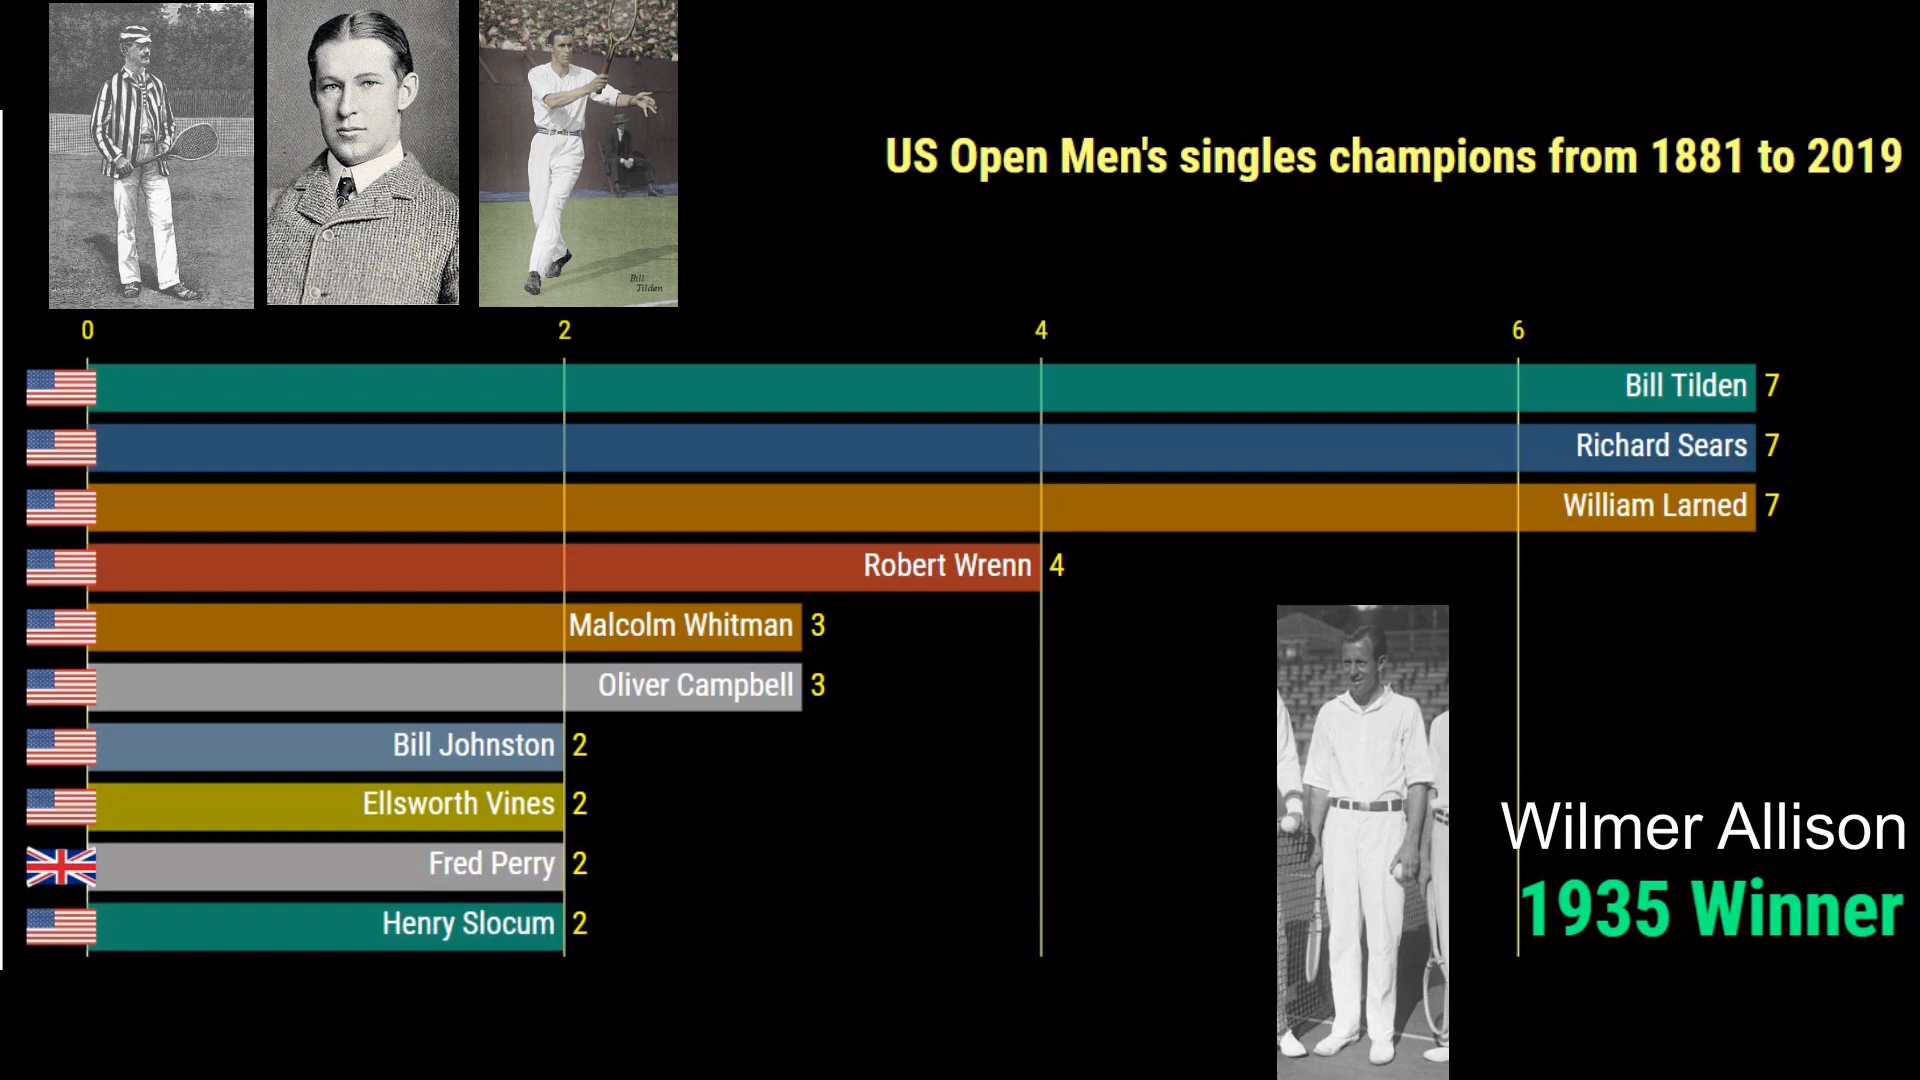 US Open Men's singles champions from 1881 to 2019
Bill
Tilden
0 2 4 6
Bill Tilden 7
Richard Sears 7
William Larned 7
Robert Wrenn 4
Malcolm Whitman 3
Oliver Campbell 3
Bill Johnston 2
Ellsworth Vines 2
Fred Perry 2
Henry Slocum 2
Wilmer Allison
1935 Winner